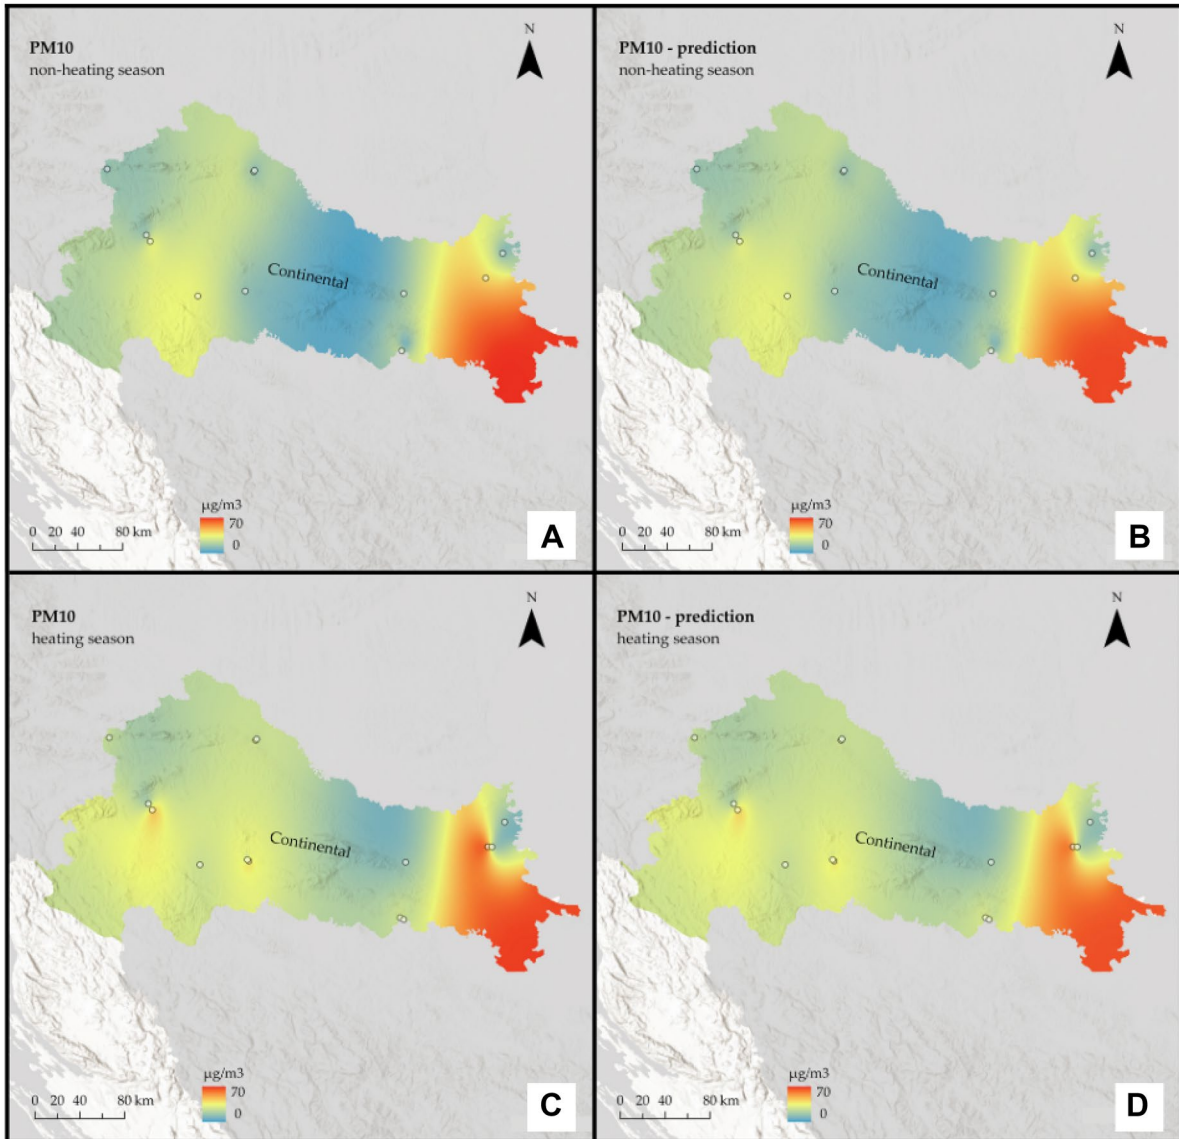 PM10
non-heating season
N
Continental
µg/m3
70
0
0 20 40 80 km
A
PM10 - prediction
non-heating season
N
Continental
µg/m3
70
0
0 20 40 80 km
B
PM10
heating season
N
Continental
µg/m3
70
0
0 20 40 80 km
C
PM10 - prediction
heating season
N
Continental
µg/m3
70
0
0 20 40 80 km
D